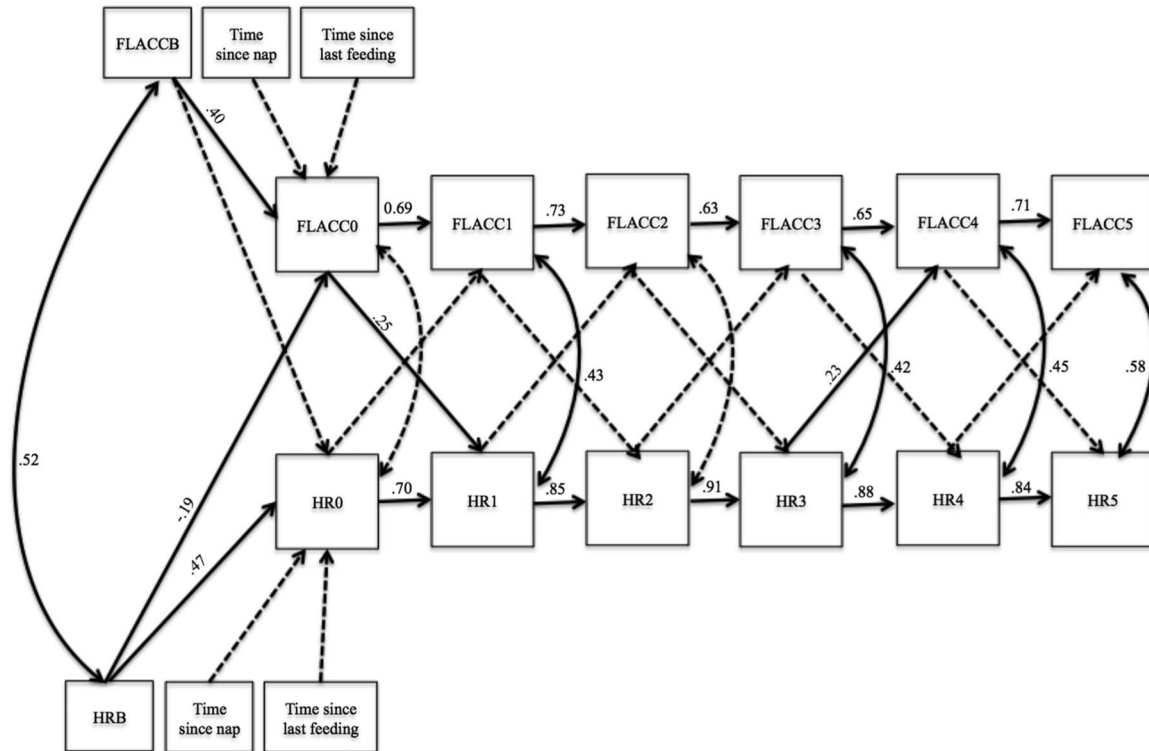 FLACCB
Time
since nap
Time since
last feeding
.40
FLACC0
0.69
FLACC1
.73
FLACC2
.63
FLACC3
.65
FLACC4
.71
FLACC5
.25
.43
.23
.42
.45
.58
.52
-.19
.47
HR0
.70
HR1
.85
HR2
.91
HR3
.88
HR4
.84
HR5
HRB
Time
since nap
Time since
last feeding